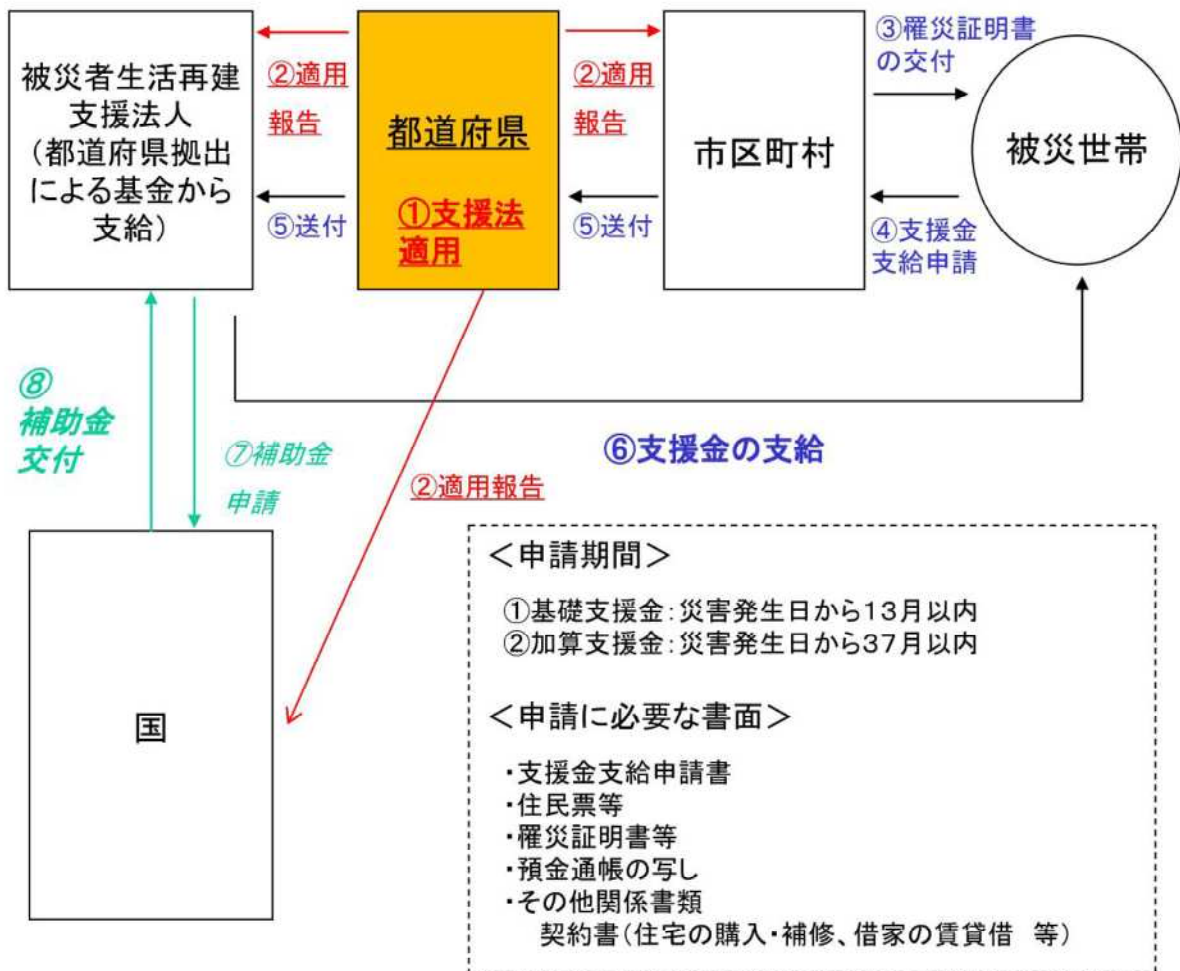 被災者生活再建
支援法人
（都道府県拠出
による基金から
支給）
②適用
報告
⑤送付
都道府県
①支援法
適用
②適用
報告
⑤送付
市区町村
③罹災証明書
の交付
④支援金
支給申請
被災世帯
⑧
補助金
交付
⑦補助金
申請
②適用報告
⑥支援金の支給
国
＜申請期間＞
①基礎支援金：災害発生日から１３月以内
②加算支援金：災害発生日から３７月以内
＜申請に必要な書面＞
・支援金支給申請書
・住民票等
・罹災証明書等
・預金通帳の写し
・その他関係書類
契約書（住宅の購入・補修、借家の賃貸借　等）